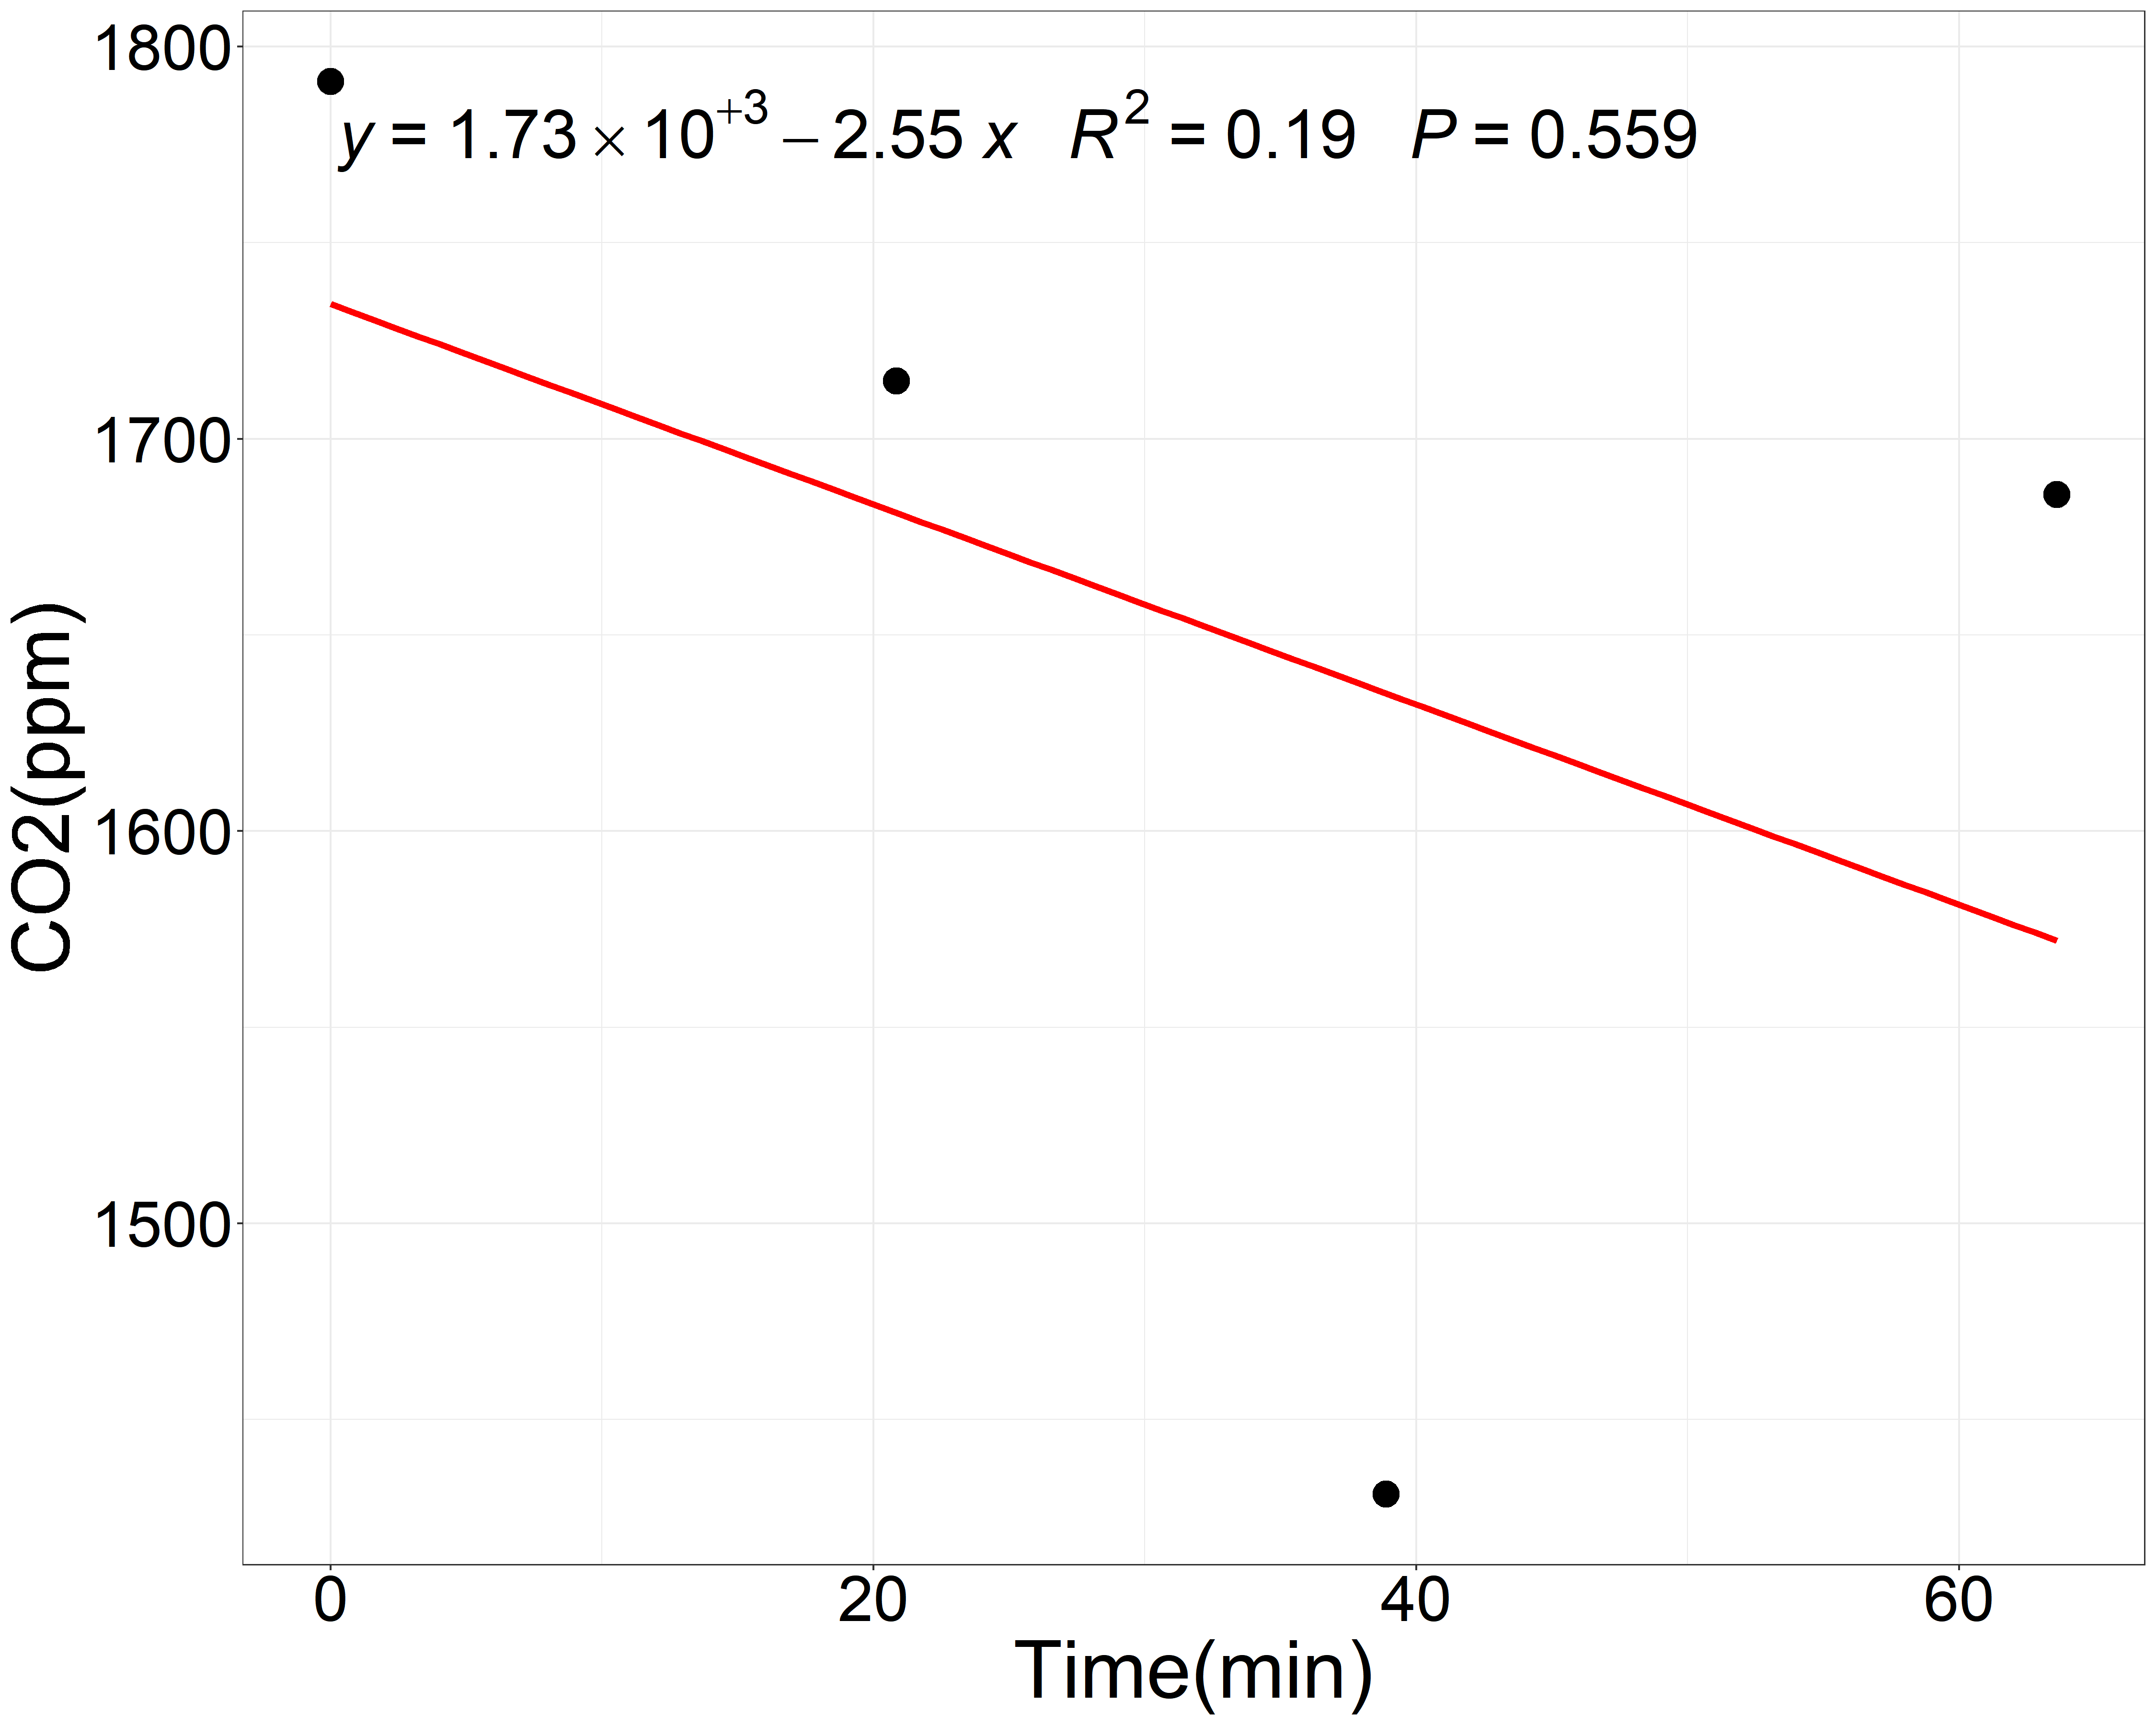 1800
y = 1.73 × 10⁺³ − 2.55 x R² = 0.19 P = 0.559
1700
1600
1500
CO2(ppm)
0 20 40 60
Time(min)